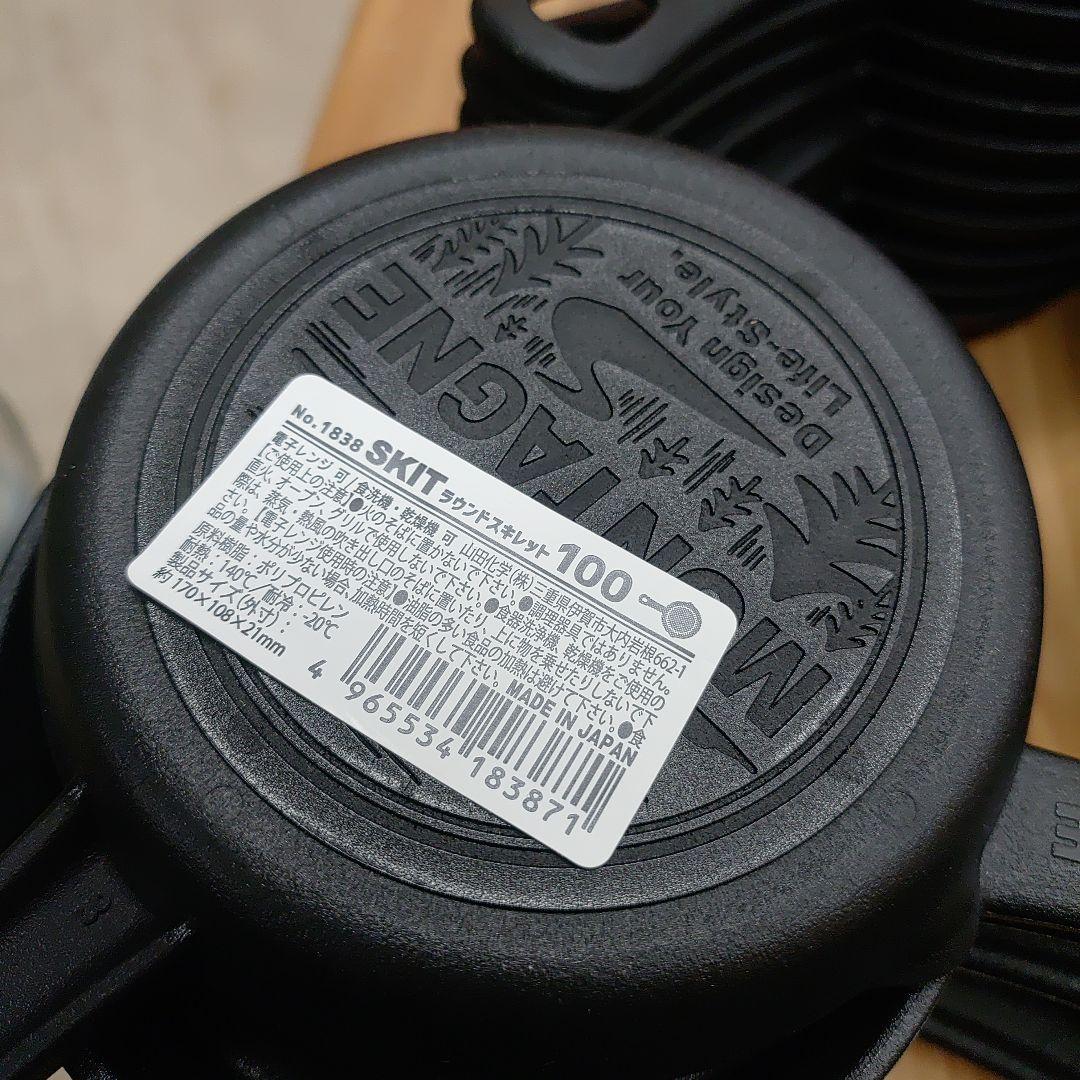 No.1838 SKIT ラウンドスキレット 100
電子レンジ 可/食洗機・乾燥機 可 山田化学(株)三重県伊賀市大内岩根662-1
【ご使用上の注意】●火のそばに置かないで下さい。●調理器具ではありません。
直火、オーブン、グリルで使用しないで下さい。●食器洗浄機、乾燥機をご使用の
際は、蒸気・熱風の吹き出し口のそばに置いたり、上に物を乗せたりしないで下
さい。【電子レンジ使用時の注意】●油脂の多い食品の加熱は避けて下さい。●食
品の量や水分が少ない場合、加熱時間を短くして下さい。
原料樹脂:ポリプロピレン
耐熱:140℃/耐冷:-20℃
製品サイズ(外寸):
約170×108×21mm
MADE IN JAPAN
4 965534 183871
MONTAGNE
Design Your
Life-Style.
3